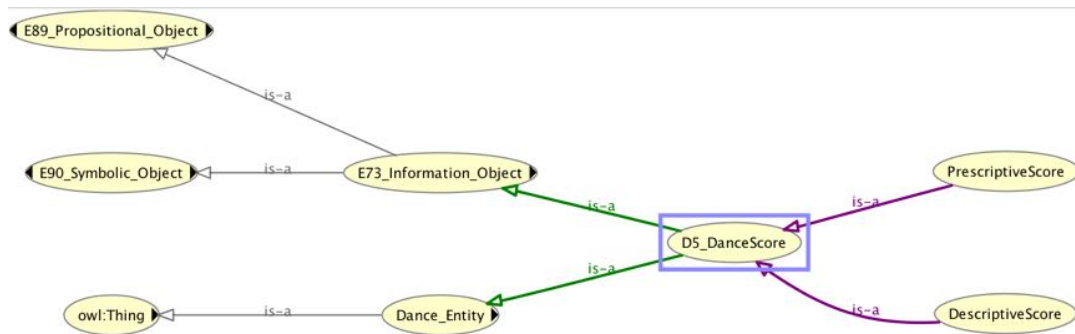 E89_Propositional_Object
is-a
E90_Symbolic_Object
is-a
E73_Information_Object
PrescriptiveScore
is-a
is-a
D5_DanceScore
is-a
owl:Thing
is-a
Dance_Entity
is-a
DescriptiveScore